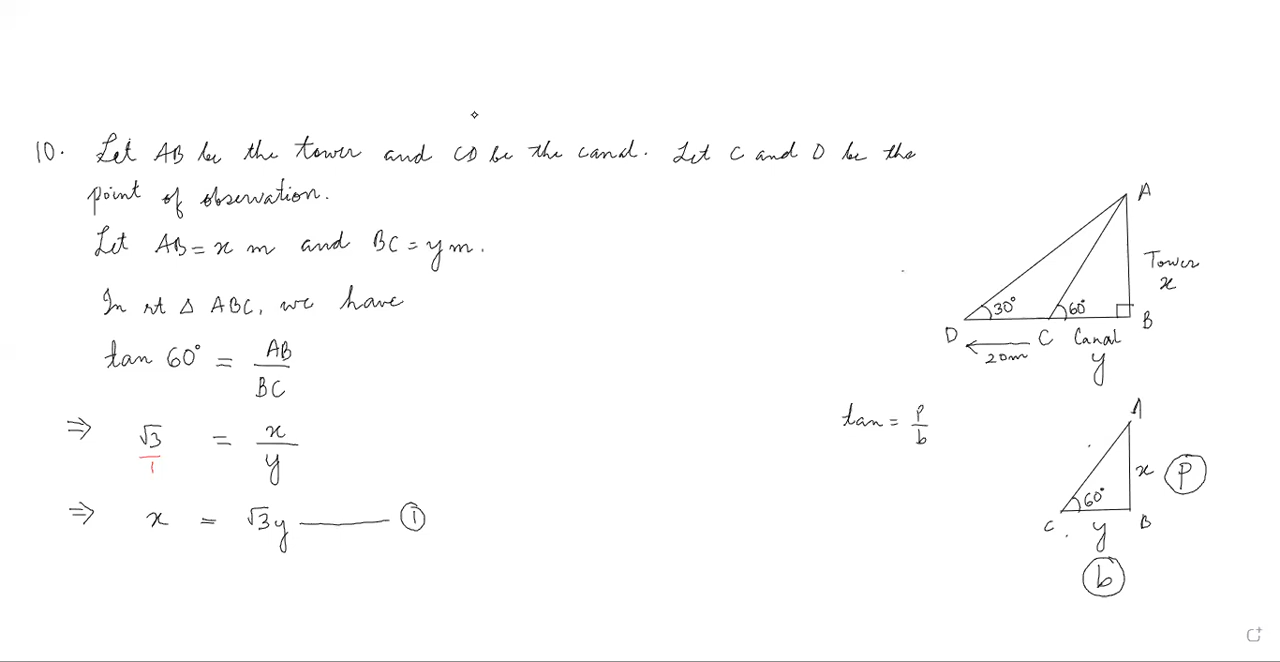 10. Let AB be the tower and CD be the canal. Let C and D be the
point of observation.
Let AB = x m and BC = y m.
In rt Δ ABC, we have
tan 60° = AB / BC
⇒ √3 / 1 = x / y
⇒ x = √3y ——— ①
A
Tower
x
30° 60°
D C Canal B
20m
y
tan = p / b
A
x P
60°
C. y B
b